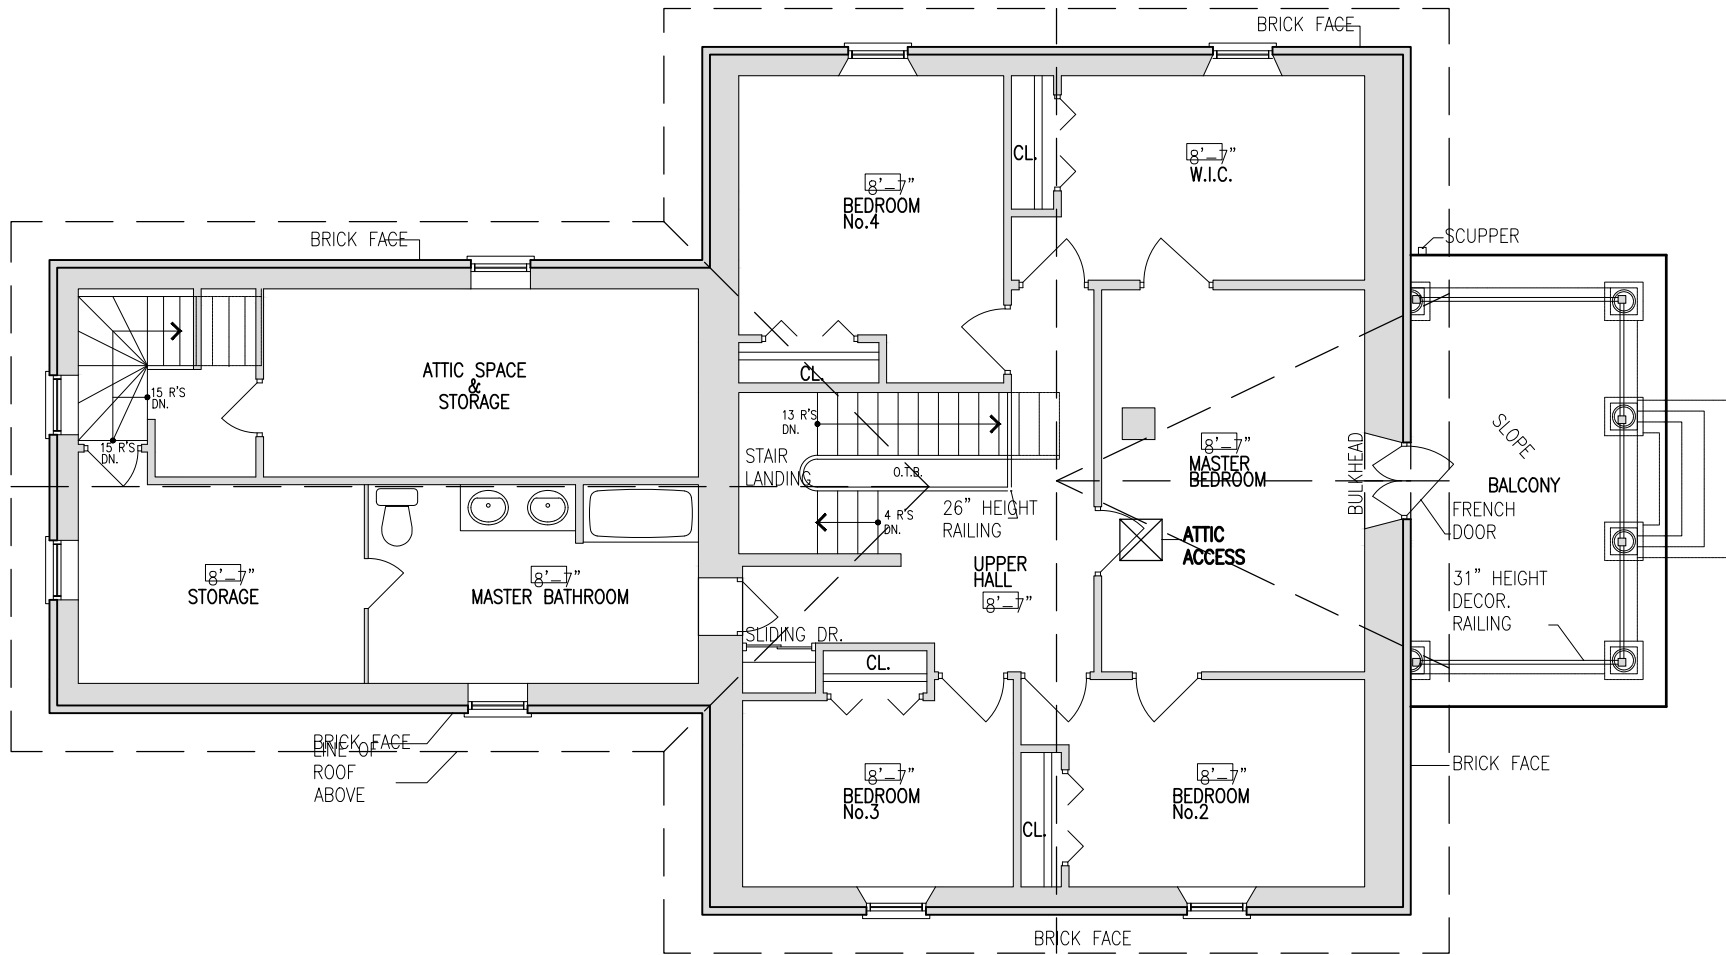 BRICK FACE
CL.
8'-7"
W.I.C.
8'-7"
BEDROOM
No.4
BRICK FACE
SCUPPER
ATTIC SPACE
&
STORAGE
CL.
15 R'S
DN.
15 R'S
DN.
13 R'S
DN.
STAIR
LANDING
O.T.B.
4 R'S
DN.
26" HEIGHT
RAILING
8'-7"
MASTER
BEDROOM
BULKHEAD
SLOPE
BALCONY
FRENCH
DOOR
ATTIC
ACCESS
UPPER
HALL
8'-7"
31" HEIGHT
DECOR.
RAILING
8'-7"
STORAGE
8'-7"
MASTER BATHROOM
SLIDING DR.
CL.
BRICK FACE
LINE OF
ROOF
ABOVE
8'-7"
BEDROOM
No.3
CL.
8'-7"
BEDROOM
No.2
BRICK FACE
BRICK FACE